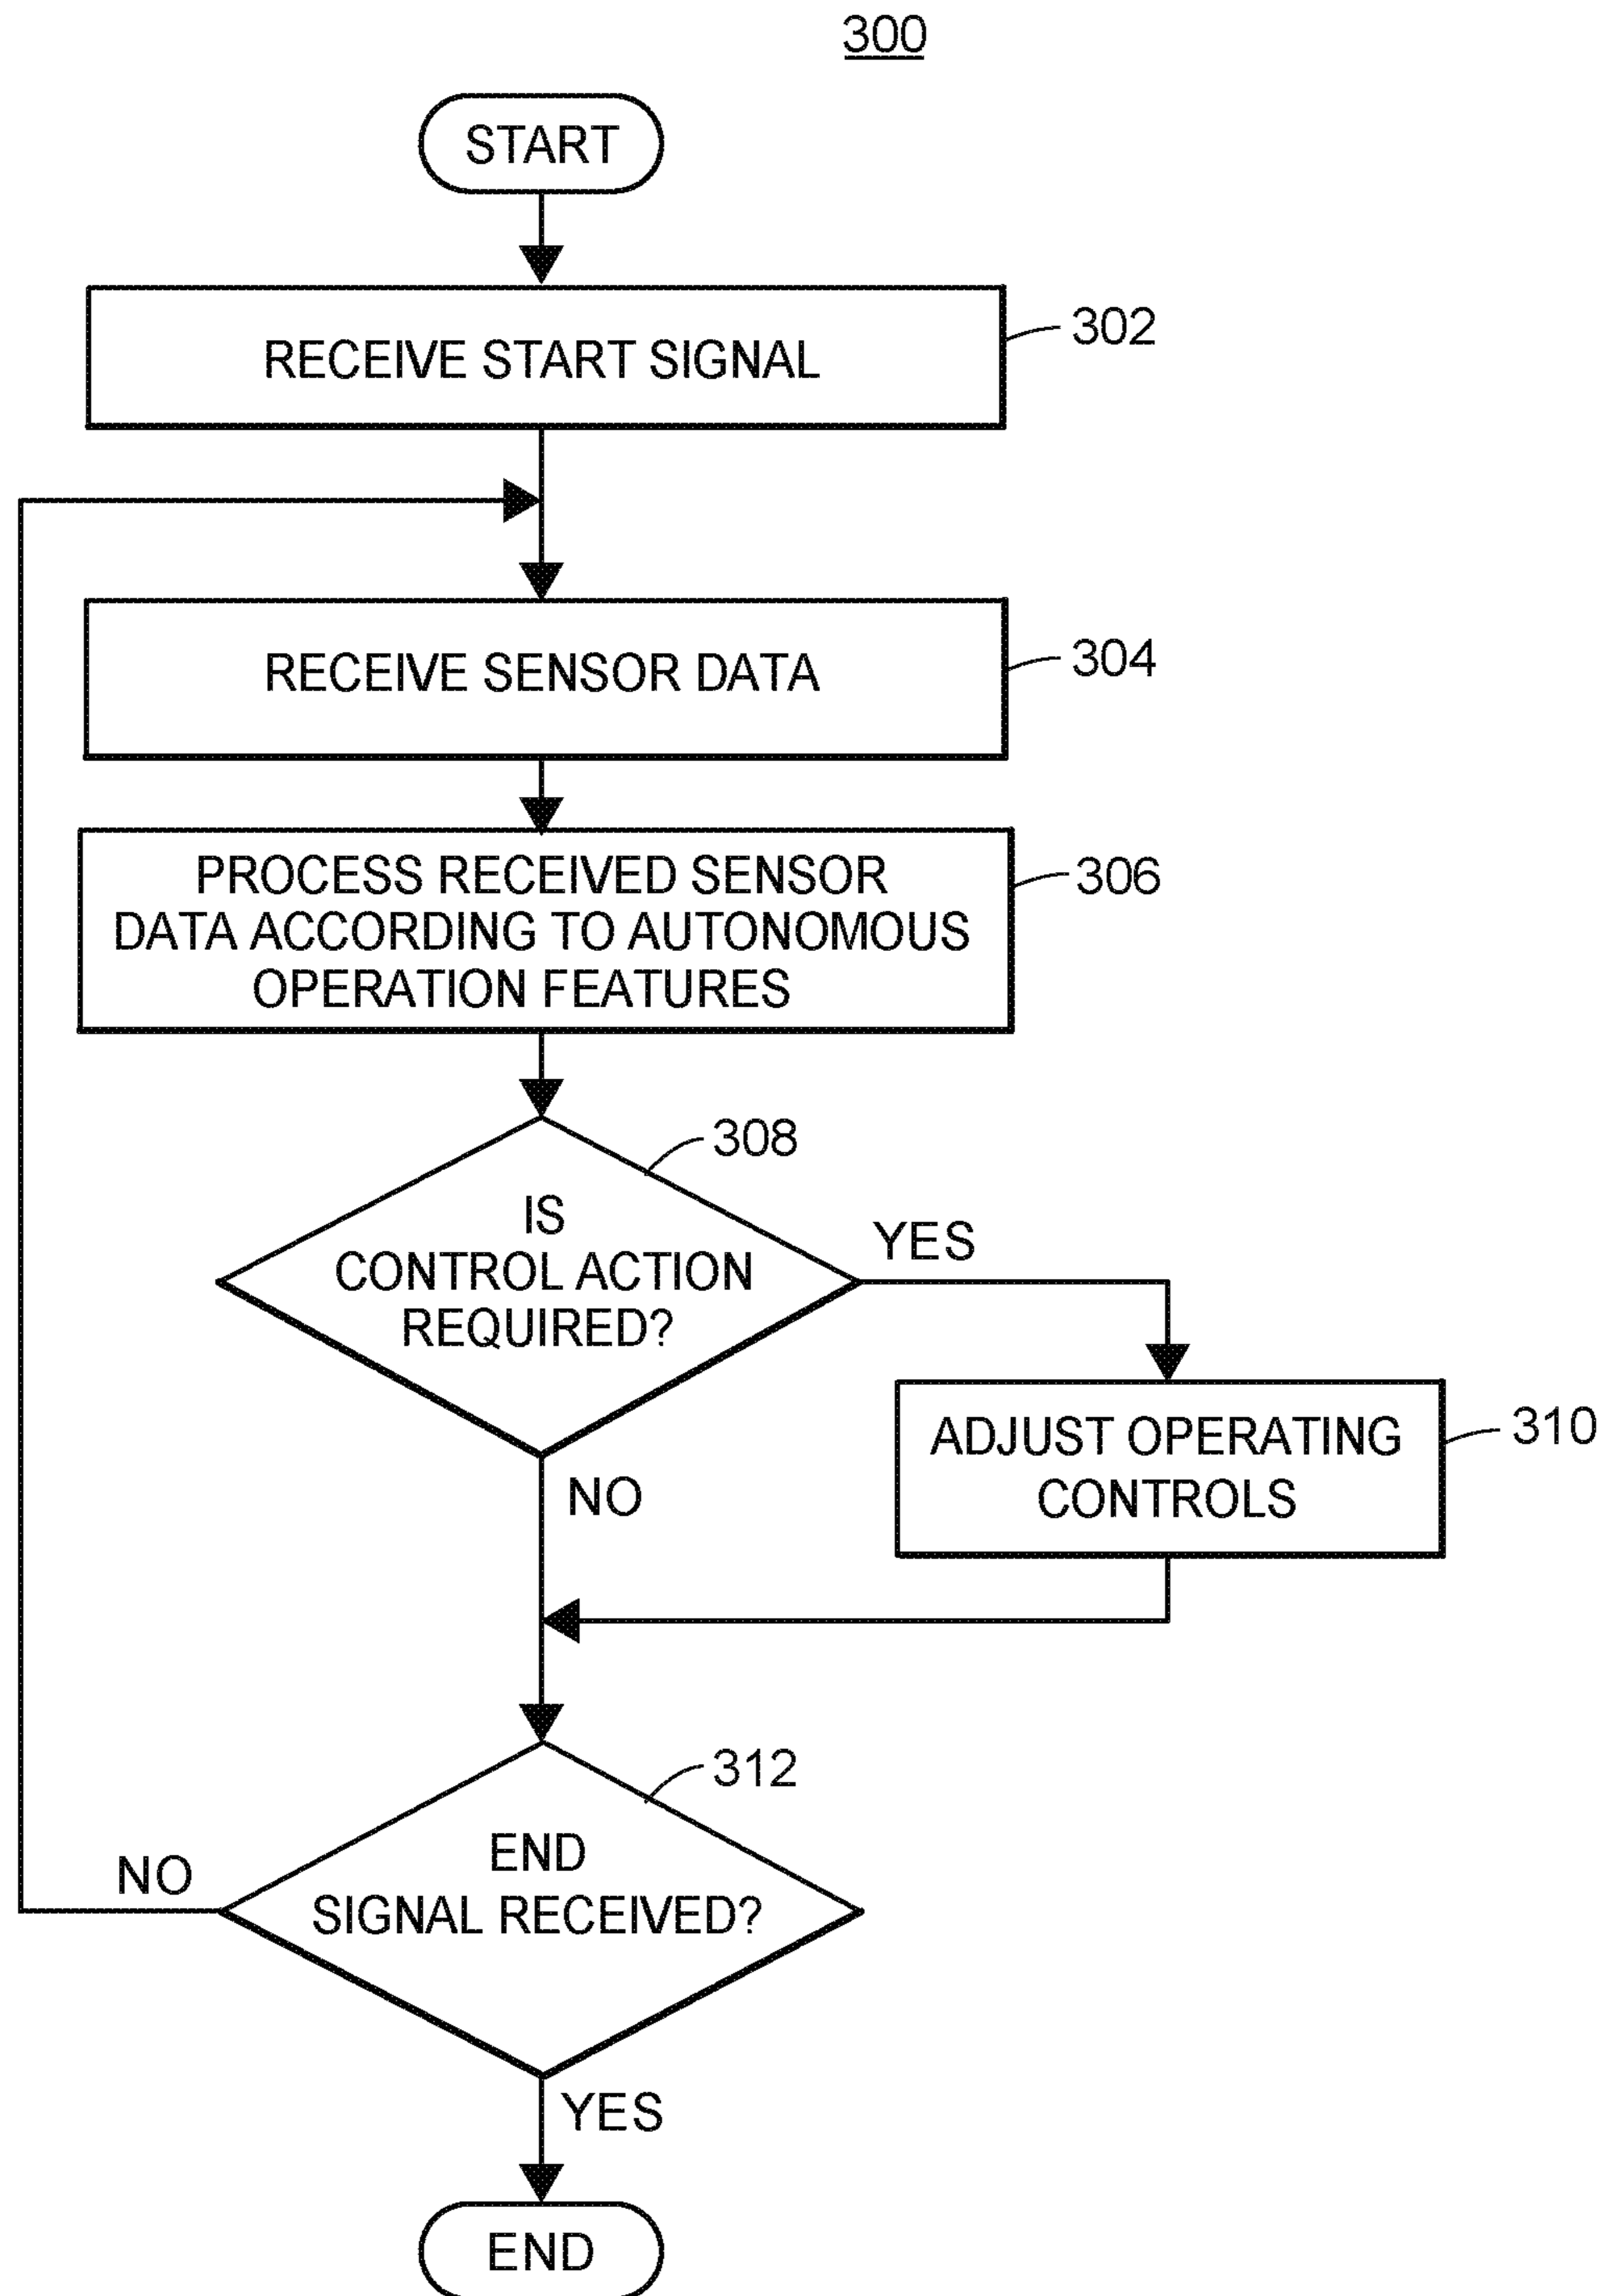 300
START
RECEIVE START SIGNAL
302
RECEIVE SENSOR DATA
304
PROCESS RECEIVED SENSOR
DATA ACCORDING TO AUTONOMOUS
OPERATION FEATURES
306
308
IS
CONTROL ACTION
REQUIRED?
YES
ADJUST OPERATING
CONTROLS
310
NO
312
END
SIGNAL RECEIVED?
NO
YES
END